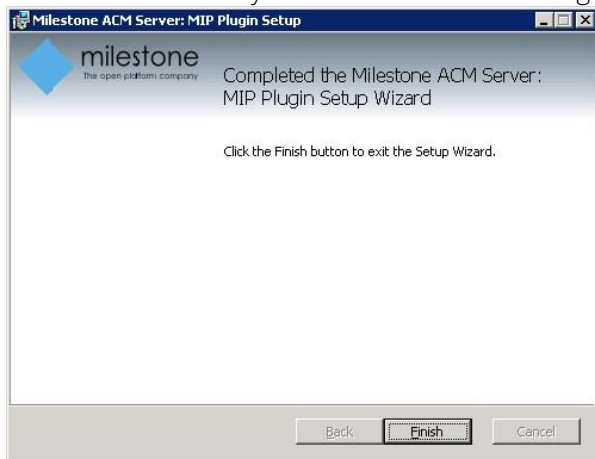 Milestone ACM Server: MIP Plugin Setup
milestone
The open platform company
Completed the Milestone ACM Server:
MIP Plugin Setup Wizard
Click the Finish button to exit the Setup Wizard.
Back
Finish
Cancel